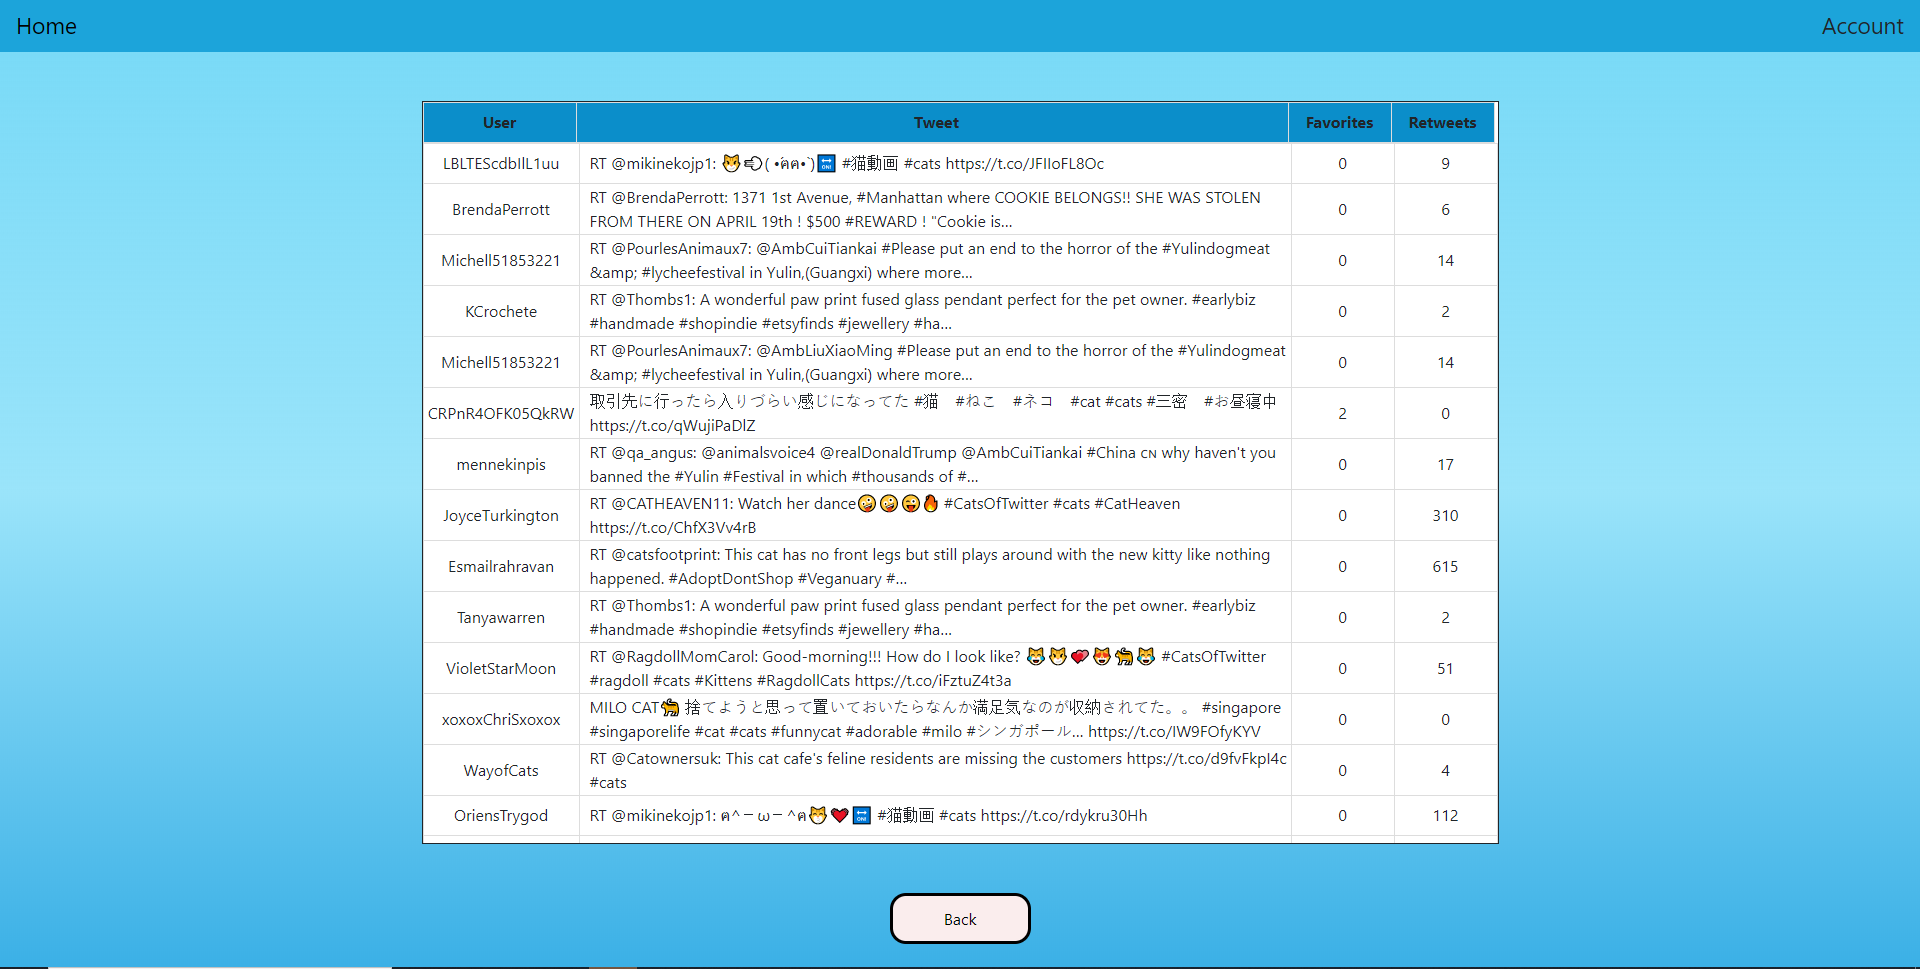 Home Account
User Tweet Favorites Retweets
LBLTEScdbIlL1uu RT @mikinekojp1: 😼💨( •ฅฅ•`)🔛 #猫動画 #cats https://t.co/JFIIoFL8Oc 0 9
BrendaPerrott RT @BrendaPerrott: 1371 1st Avenue, #Manhattan where COOKIE BELONGS!! SHE WAS STOLEN
FROM THERE ON APRIL 19th ! $500 #REWARD ! "Cookie is… 0 6
Michell51853221 RT @PourlesAnimaux7: @AmbCuiTiankai #Please put an end to the horror of the #Yulindogmeat
&amp; #lycheefestival in Yulin,(Guangxi) where more… 0 14
KCrochete RT @Thombs1: A wonderful paw print fused glass pendant perfect for the pet owner. #earlybiz
#handmade #shopindie #etsyfinds #jewellery #ha… 0 2
Michell51853221 RT @PourlesAnimaux7: @AmbLiuXiaoMing #Please put an end to the horror of the #Yulindogmeat
&amp; #lycheefestival in Yulin,(Guangxi) where more… 0 14
CRPnR4OFK05QkRW 取引先に行ったら入りづらい感じになってた #猫　#ねこ　#ネコ　#cat #cats #三密　#お昼寝中
https://t.co/qWujiPaDlZ 2 0
mennekinpis RT @qa_angus: @animalsvoice4 @realDonaldTrump @AmbCuiTiankai #China 🇨🇳 why haven't you
banned the #Yulin #Festival in which #thousands of #… 0 17
JoyceTurkington RT @CATHEAVEN11: Watch her dance🤪🤪😜🔥 #CatsOfTwitter #cats #CatHeaven
https://t.co/ChfX3Vv4rB 0 310
Esmailrahravan RT @catsfootprint: This cat has no front legs but still plays around with the new kitty like nothing
happened. #AdoptDontShop #Veganuary #… 0 615
Tanyawarren RT @Thombs1: A wonderful paw print fused glass pendant perfect for the pet owner. #earlybiz
#handmade #shopindie #etsyfinds #jewellery #ha… 0 2
VioletStarMoon RT @RagdollMomCarol: Good-morning!!! How do I look like? 😹😼💕😻🐈😹 #CatsOfTwitter
#ragdoll #cats #Kittens #RagdollCats https://t.co/iFztuZ4t3a 0 51
xoxoxChriSxoxox MILO CAT🐈 捨てようと思って置いておいたらなんか満足気なのが収納されてた。。 #singapore
#singaporelife #cat #cats #funnycat #adorable #milo #シンガポール… https://t.co/IW9FOfyKYV 0 0
WayofCats RT @Catownersuk: This cat cafe's feline residents are missing the customers https://t.co/d9fvFkpI4c
#cats 0 4
OriensTrygod RT @mikinekojp1: ฅ^−ω−^ฅ😸❤️🔛 #猫動画 #cats https://t.co/rdykru30Hh 0 112
Back